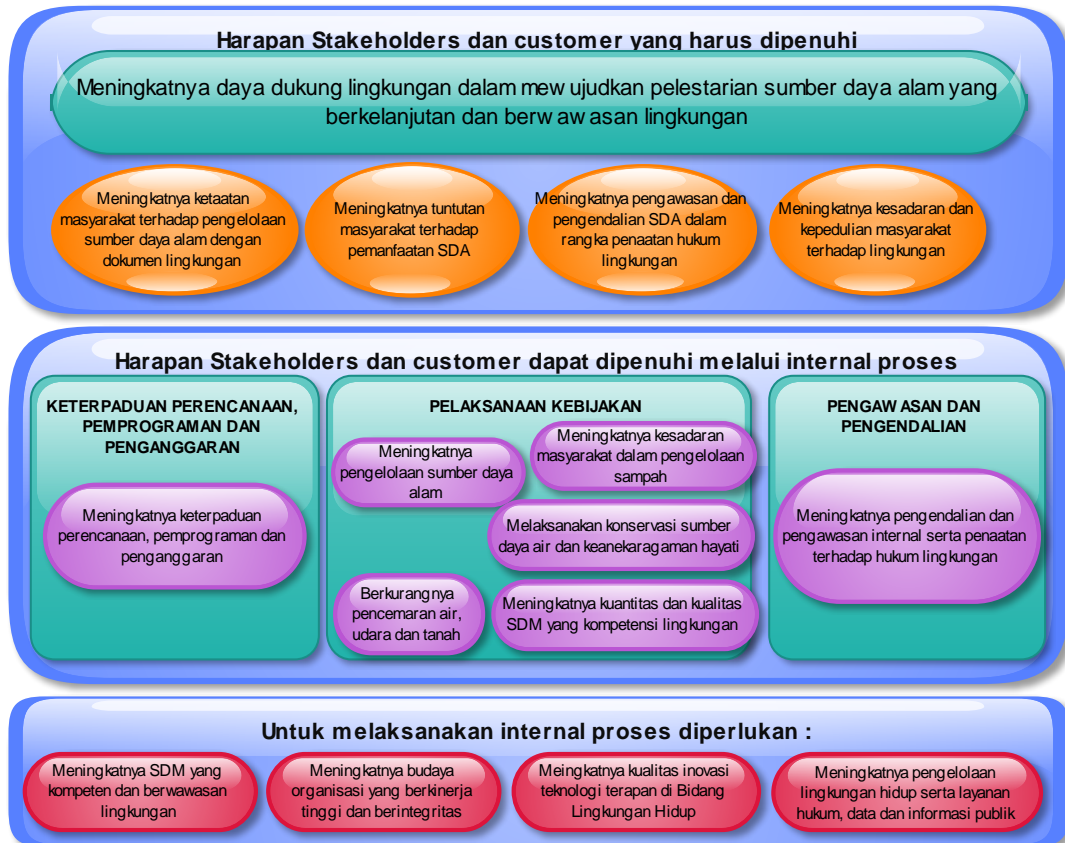 Harapan Stakeholders dan customer yang harus dipenuhi
Meningkatnya daya dukung lingkungan dalam mewujudkan pelestarian sumber daya alam yang
berkelanjutan dan berwawasan lingkungan
Meningkatnya ketaatan
masyarakat terhadap pengelolaan
sumber daya alam dengan
dokumen lingkungan
Meningkatnya tuntutan
masyarakat terhadap
pemanfaatan SDA
Meningkatnya pengawasan dan
pengendalian SDA dalam
rangka penaatan hukum
lingkungan
Meningkatnya kesadaran dan
kepedulian masyarakat
terhadap lingkungan
Harapan Stakeholders dan customer dapat dipenuhi melalui internal proses
KETERPADUAN PERENCANAAN,
PEMPROGRAMAN DAN
PENGANGGARAN
Meningkatnya keterpaduan
perencanaan, pemprograman dan
penganggaran
PELAKSANAAN KEBIJAKAN
Meningkatnya
pengelolaan sumber daya
alam
Meningkatnya kesadaran
masyarakat dalam pengelolaan
sampah
Melaksanakan konservasi sumber
daya air dan keanekaragaman hayati
Berkurangnya
pencemaran air,
udara dan tanah
Meningkatnya kuantitas dan kualitas
SDM yang kompetensi lingkungan
PENGAWASAN DAN
PENGENDALIAN
Meningkatnya pengendalian dan
pengawasan internal serta penaatan
terhadap hukum lingkungan
Untuk melaksanakan internal proses diperlukan :
Meningkatnya SDM yang
kompeten dan berwawasan
lingkungan
Meningkatnya budaya
organisasi yang berkinerja
tinggi dan berintegritas
Meingkatnya kualitas inovasi
teknologi terapan di Bidang
Lingkungan Hidup
Meningkatnya pengelolaan
lingkungan hidup serta layanan
hukum, data dan informasi publik